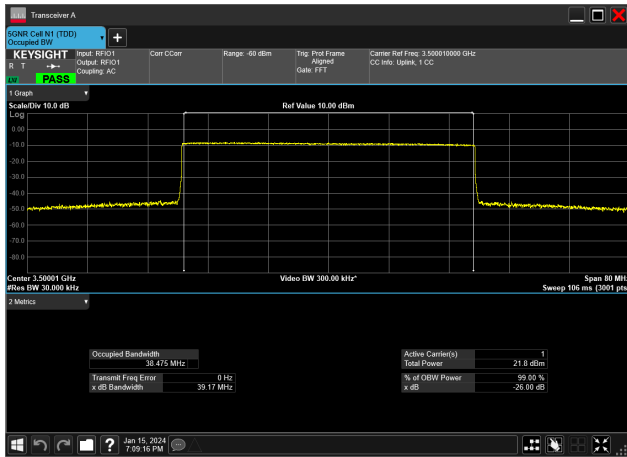 Transceiver A
5GNR Cell N1 (TDD)
Occupied BW
+
KEYSIGHT
R T
LXI
PASS
Input: RFIO1
Output: RFIO1
Coupling: AC
Corr CCorr
Range: -60 dBm
Trig: Prot Frame
Aligned
Gate: FFT
Carrier Ref Freq: 3.500010000 GHz
CC Info: Uplink, 1 CC
1 Graph
Scale/Div 10.0 dB
Ref Value 10.00 dBm
Log
0.00
-10.0
-20.0
-30.0
-40.0
-50.0
-60.0
-70.0
-80.0
Center 3.50001 GHz
Video BW 300.00 kHz*
Span 80 MH
#Res BW 30.000 kHz
Sweep 106 ms (3001 pts
2 Metrics
Occupied Bandwidth
38.475 MHz
Transmit Freq Error 0 Hz
x dB Bandwidth 39.17 MHz
Active Carrier(s) 1
Total Power 21.8 dBm
% of OBW Power 99.00 %
x dB -26.00 dB
?
Jan 15, 2024
7:09:16 PM